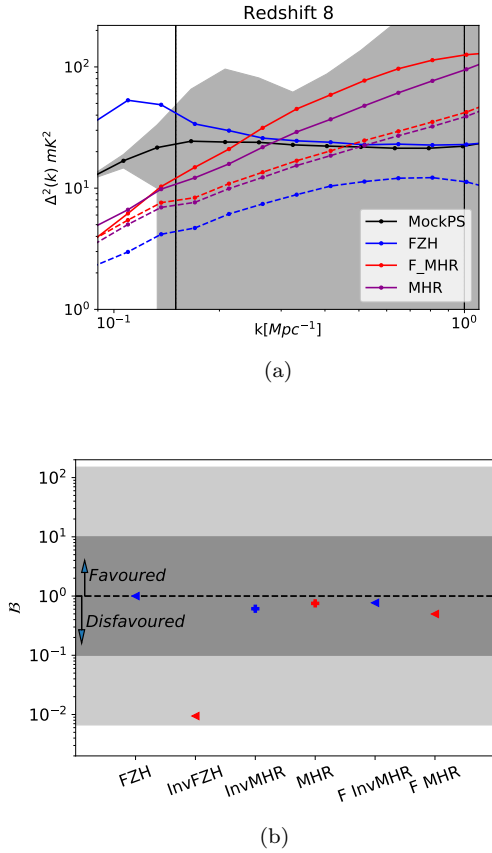 Redshift 8
Δ²(k) mK²
10²
10¹
10⁰
MockPS
FZH
F_MHR
MHR
10⁻¹
10⁰
k[Mpc⁻¹]
(a)
B
10²
10¹
10⁰
10⁻¹
10⁻²
Favoured
Disfavoured
FZH
InvFZH
InvMHR
MHR
F InvMHR
F MHR
(b)